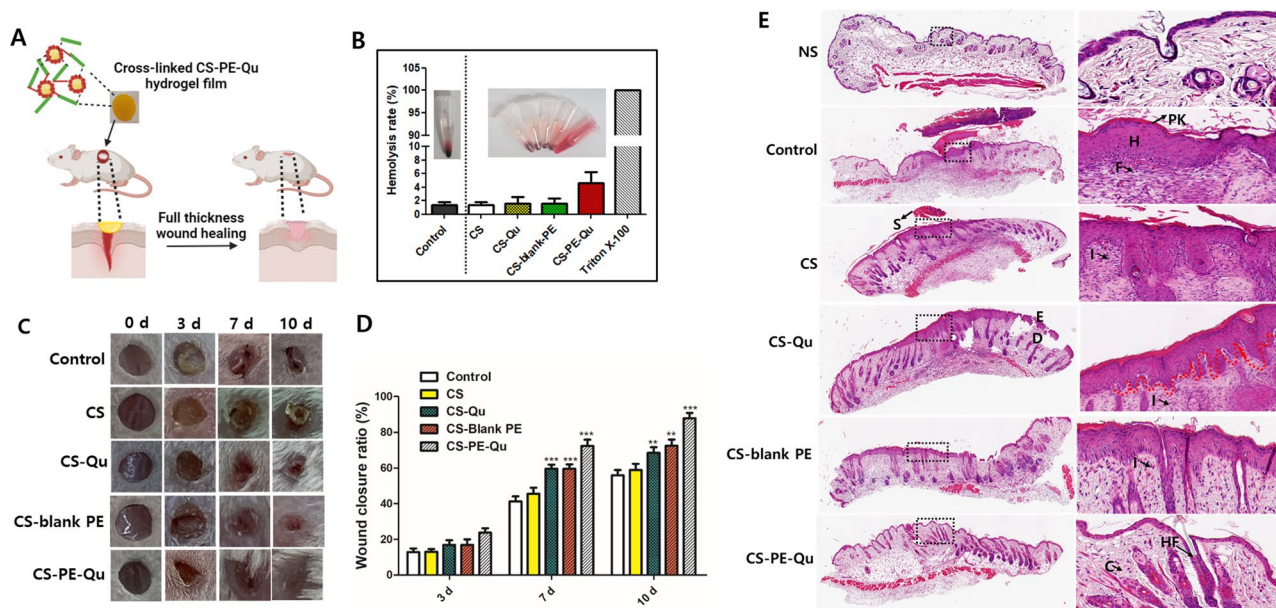 A
Cross-linked CS-PE-Qu
hydrogel film
Full thickness
wound healing
B
Hemolysis rate (%)
105
100
95
90
10
8
6
4
2
0
Control
CS
CS-Qu
CS-blank-PE
CS-PE-Qu
Triton X-100
C
0 d 3 d 7 d 10 d
Control
CS
CS-Qu
CS-blank PE
CS-PE-Qu
D
Wound closure ratio (%)
100
80
60
40
20
0
Control
CS
CS-Qu
CS-Blank PE
CS-PE-Qu
*** *** ***
** ** ***
3 d 7 d 10 d
E
NS
Control
PK
H
F
CS
S
I
CS-Qu
E
D
I
CS-blank PE
I
CS-PE-Qu
HF
C